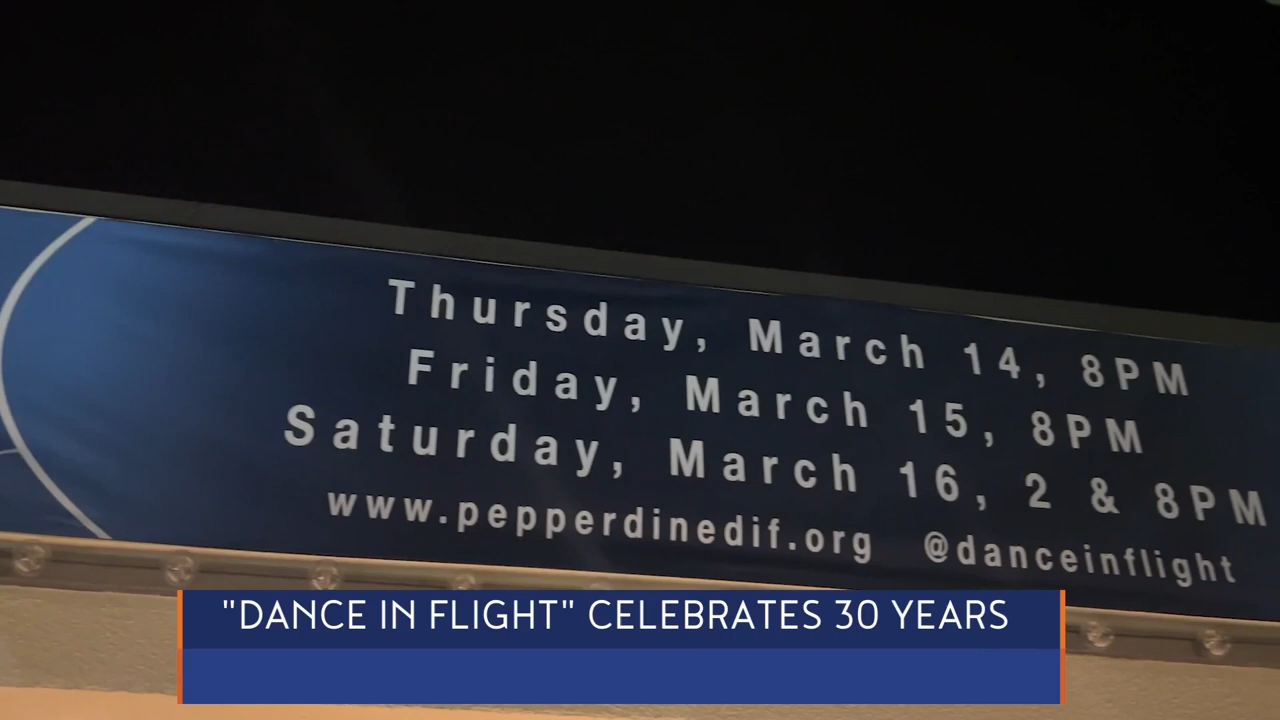 Thursday, March 14, 8PM
Friday, March 15, 8PM
Saturday, March 16, 2 & 8PM
www.pepperdinedif.org @danceinflight
"DANCE IN FLIGHT" CELEBRATES 30 YEARS